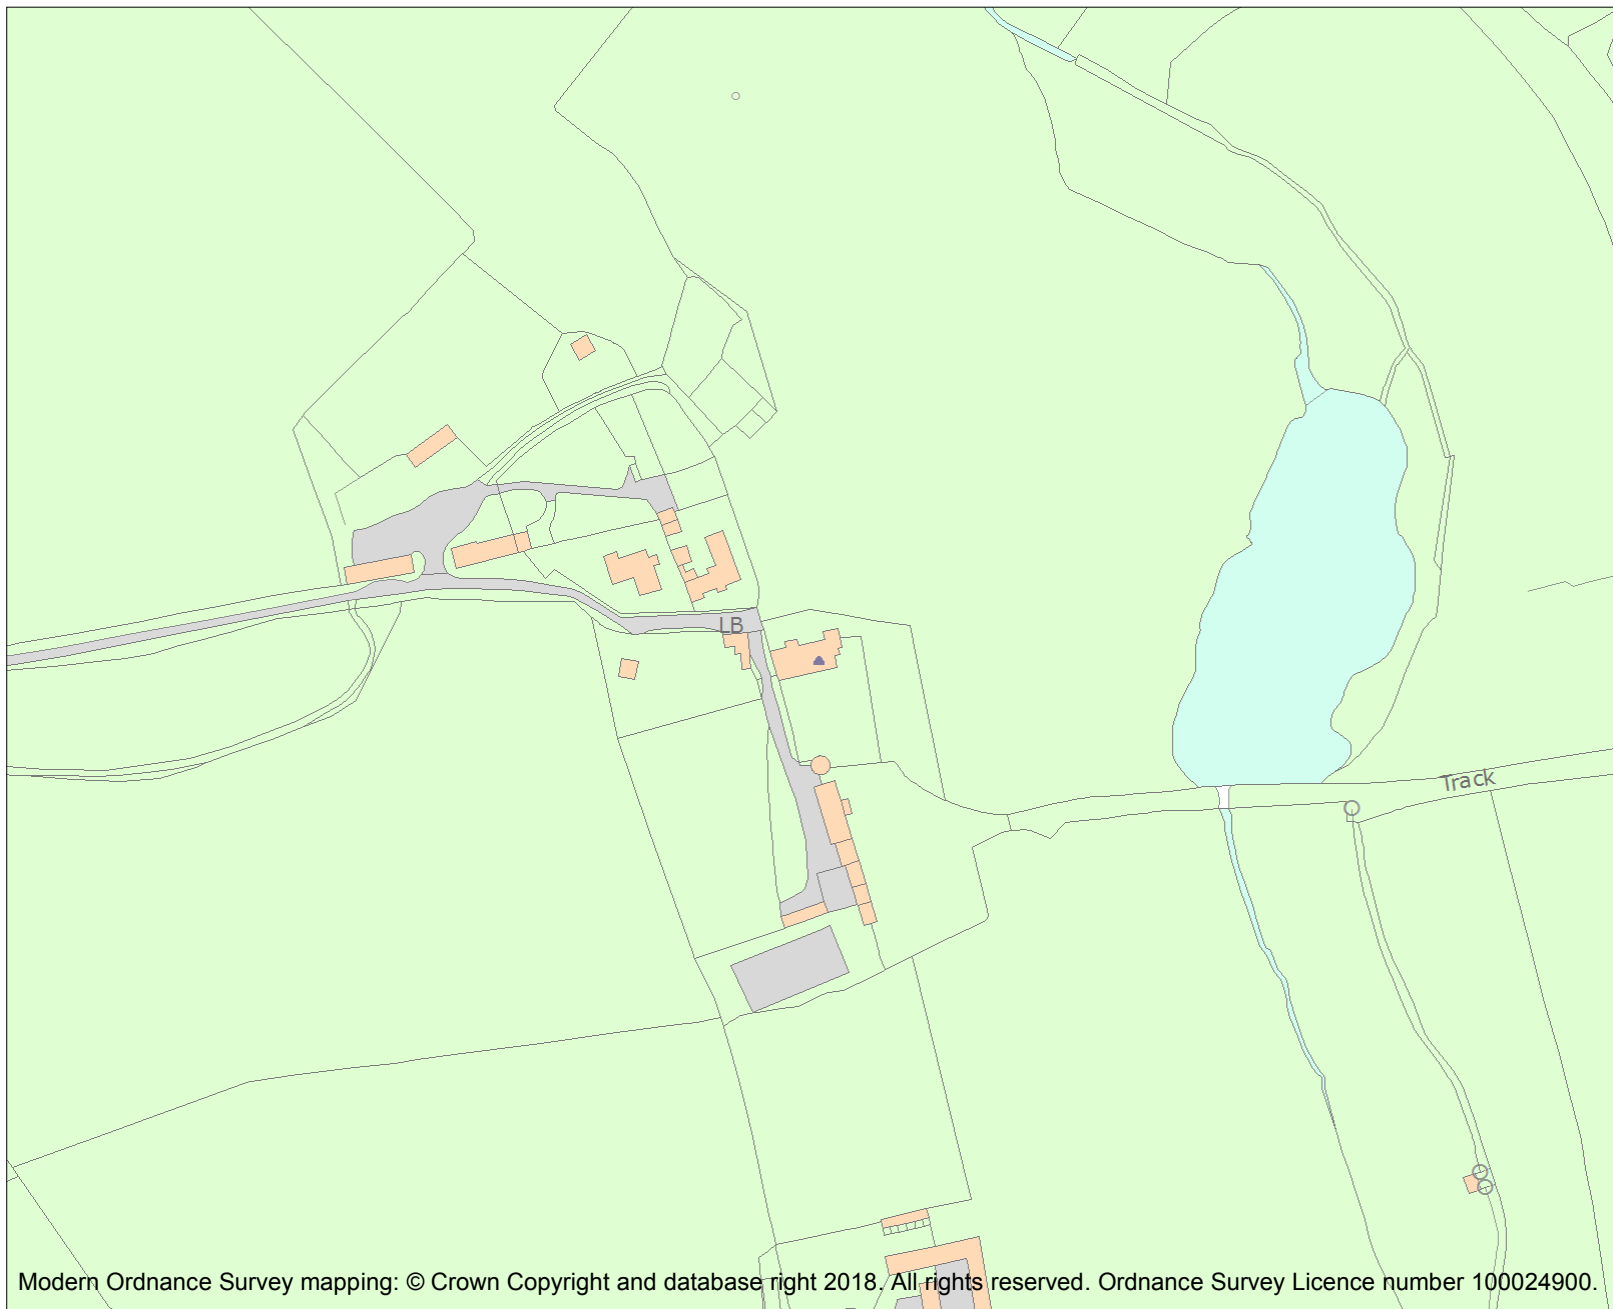 LB
Track
Modern Ordnance Survey mapping: © Crown Copyright and database right 2018. All rights reserved. Ordnance Survey Licence number 100024900.